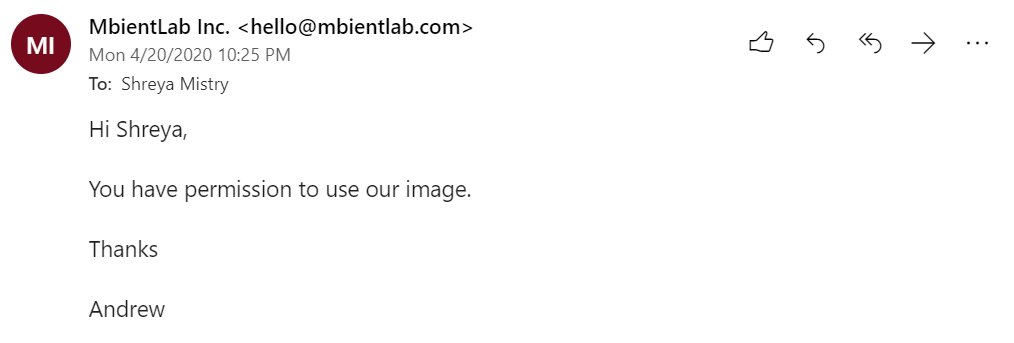 MI
MbientLab Inc. <hello@mbientlab.com>
Mon 4/20/2020 10:25 PM
To: Shreya Mistry
Hi Shreya,
You have permission to use our image.
Thanks
Andrew